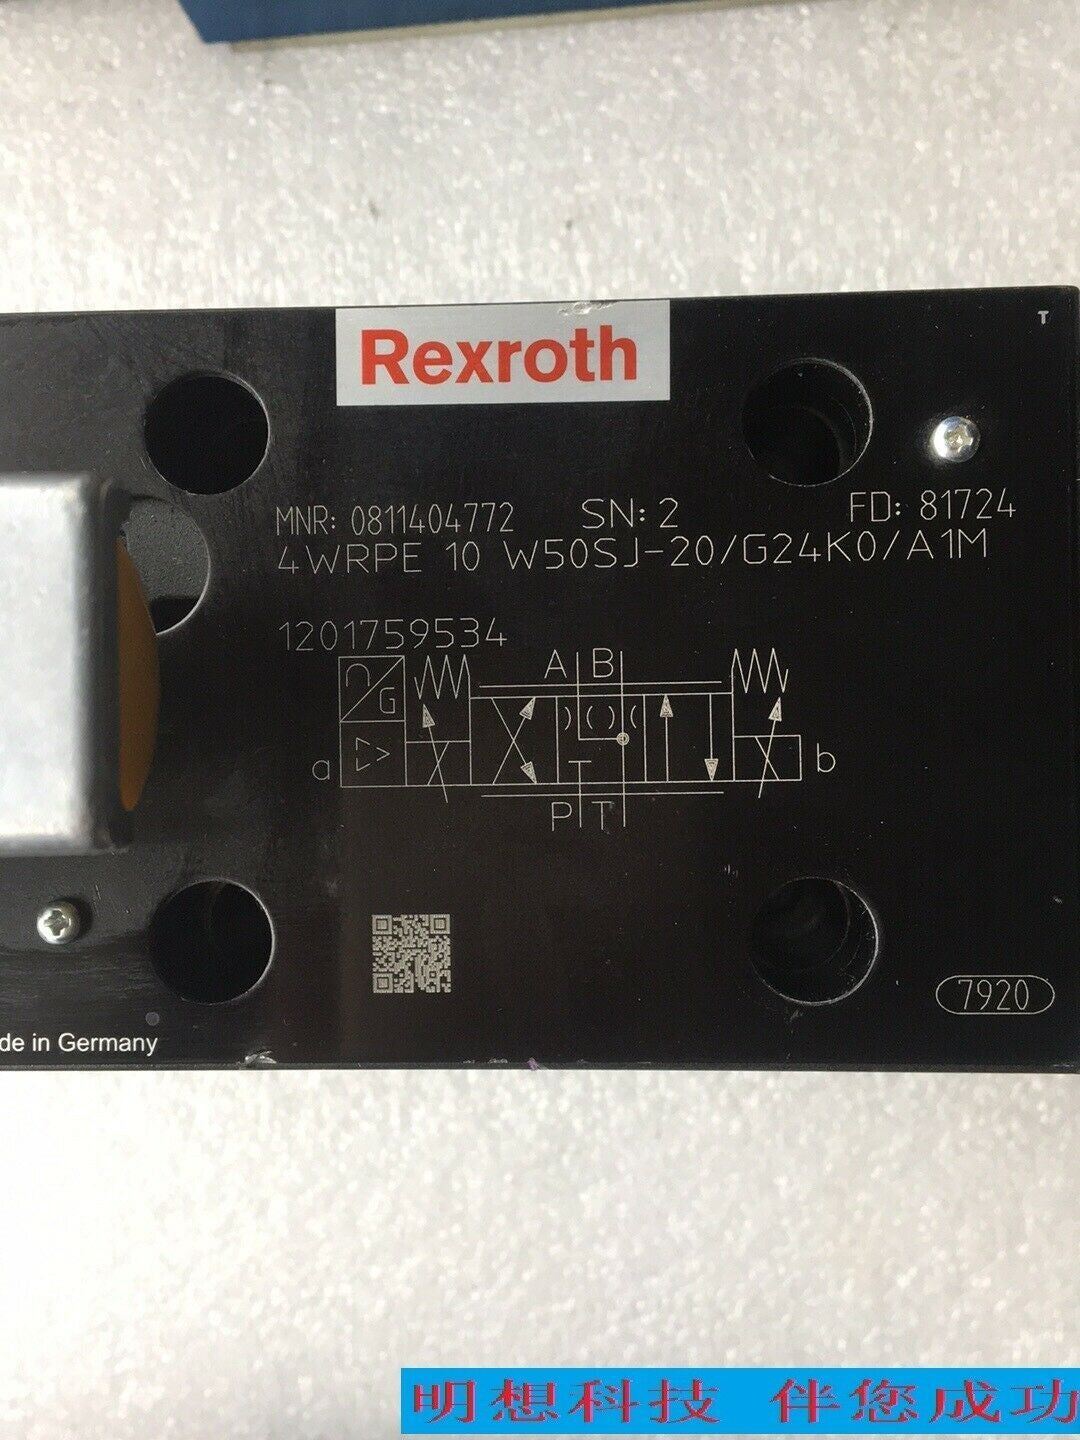 T
Rexroth
MNR: 0811404772 SN: 2 FD: 81724
4WRPE 10 W50SJ-20/G24K0/A1M
1201759534
A B
G
a b
P T
7920
de in Germany
明想科技 伴您成功